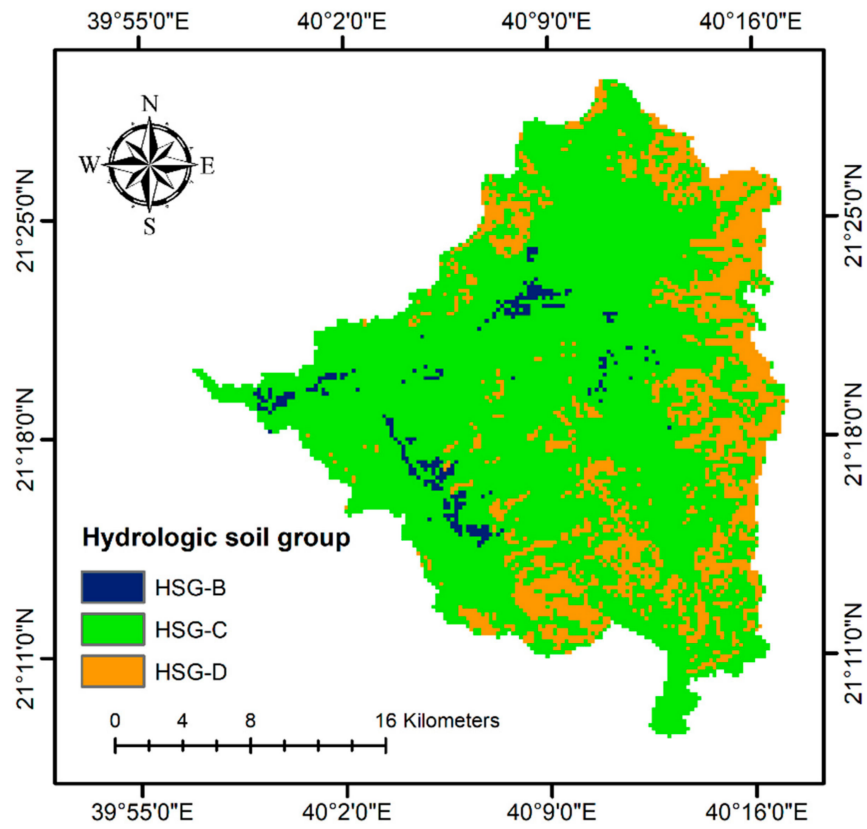 39°55'0"E 40°2'0"E 40°9'0"E 40°16'0"E
N
W E
S
21°25'0"N 21°25'0"N
21°18'0"N 21°18'0"N
Hydrologic soil group
HSG-B
HSG-C
HSG-D
21°11'0"N 21°11'0"N
0 4 8 16 Kilometers
39°55'0"E 40°2'0"E 40°9'0"E 40°16'0"E